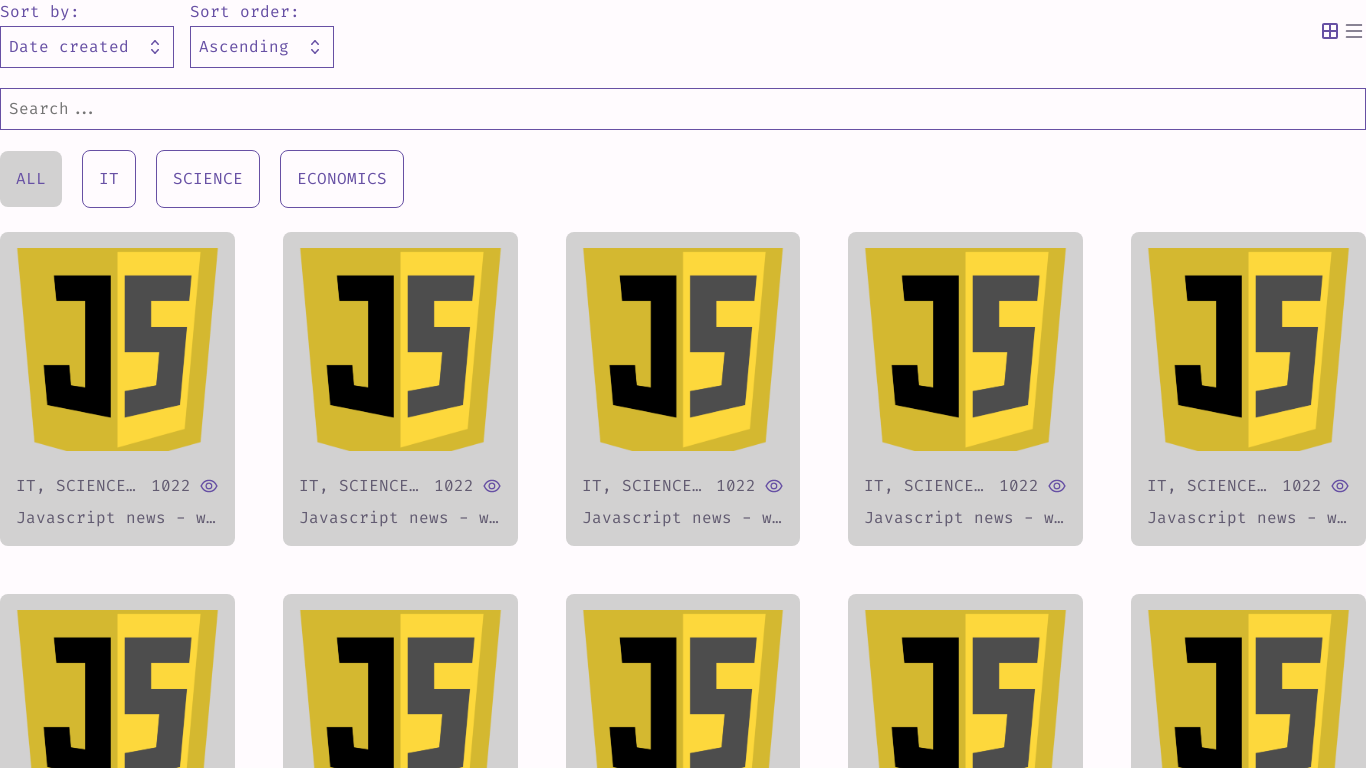 Sort by: Sort order:
Date created Ascending
Search...
ALL IT SCIENCE ECONOMICS
JS JS JS JS JS
IT, SCIENCE… 1022 IT, SCIENCE… 1022 IT, SCIENCE… 1022 IT, SCIENCE… 1022 IT, SCIENCE… 1022
Javascript news - w… Javascript news - w… Javascript news - w… Javascript news - w… Javascript news - w…
JS JS JS JS JS